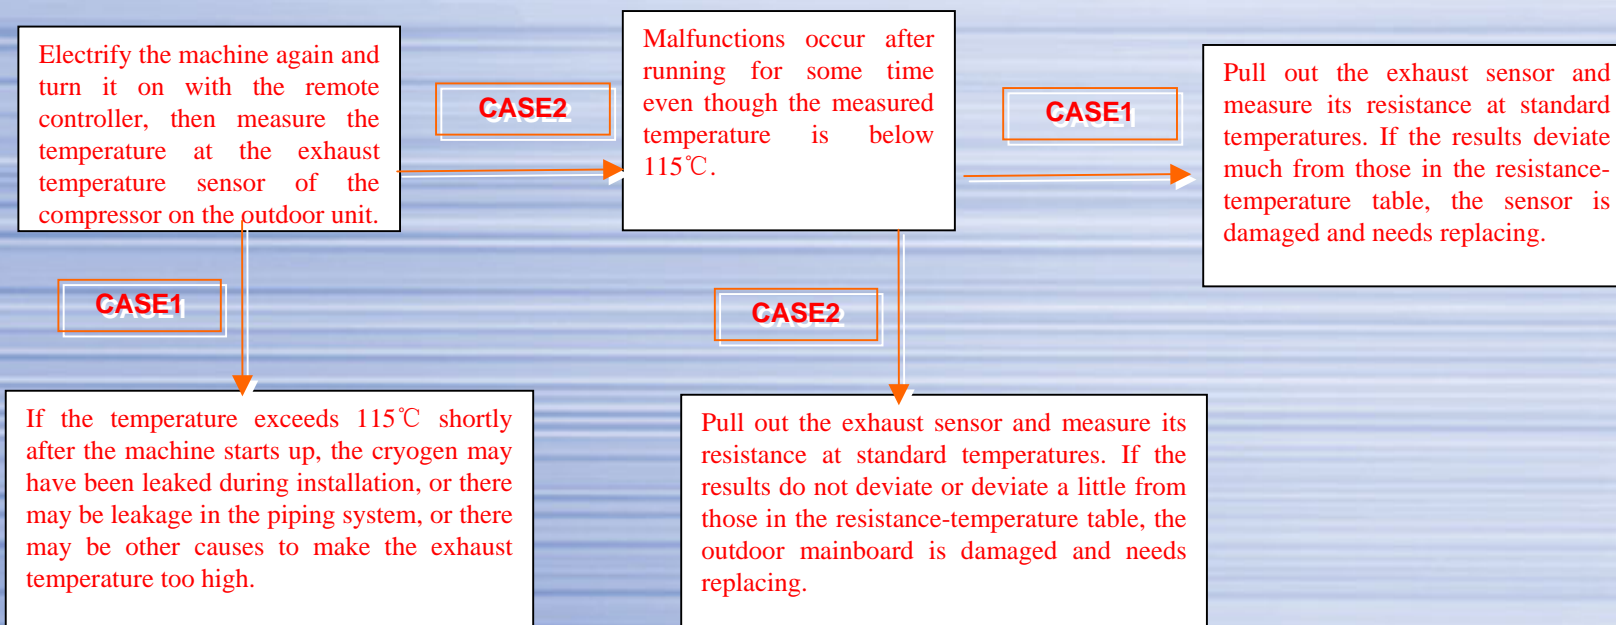 Electrify the machine again and
turn it on with the remote
controller, then measure the
temperature at the exhaust
temperature sensor of the
compressor on the outdoor unit.
CASE2
Malfunctions occur after
running for some time
even though the measured
temperature is below
115℃.
CASE1
Pull out the exhaust sensor and
measure its resistance at standard
temperatures. If the results deviate
much from those in the resistance-
temperature table, the sensor is
damaged and needs replacing.
CASE1
CASE2
If the temperature exceeds 115℃ shortly
after the machine starts up, the cryogen may
have been leaked during installation, or there
may be leakage in the piping system, or there
may be other causes to make the exhaust
temperature too high.
Pull out the exhaust sensor and measure its
resistance at standard temperatures. If the
results do not deviate or deviate a little from
those in the resistance-temperature table, the
outdoor mainboard is damaged and needs
replacing.